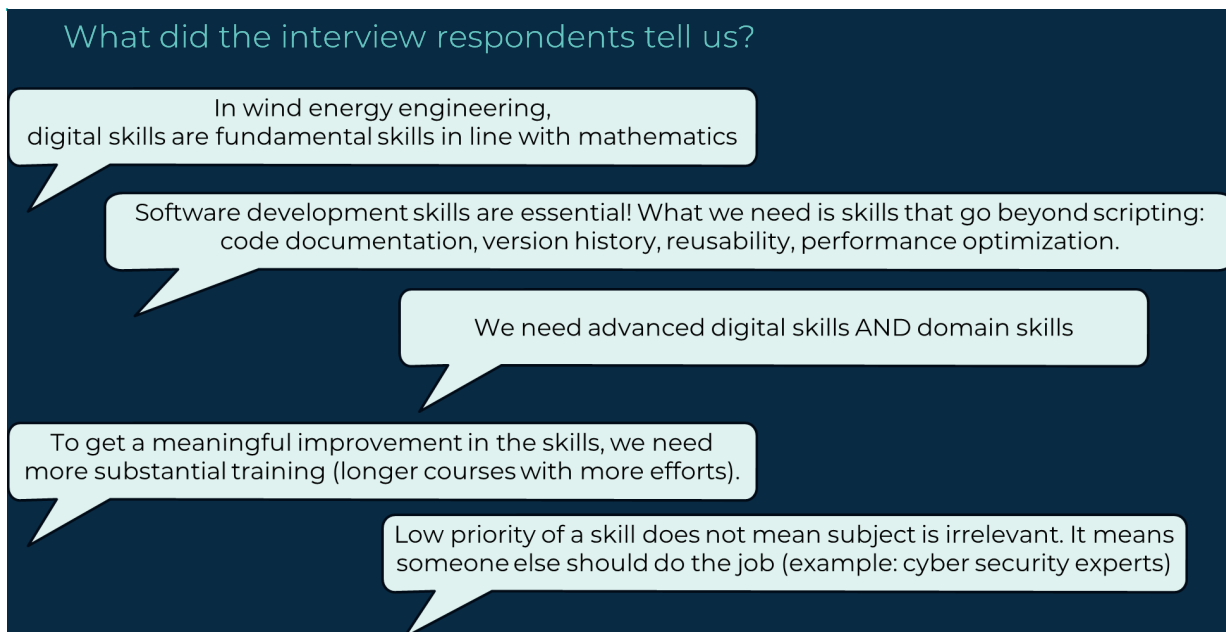 What did the interview respondents tell us?
In wind energy engineering,
digital skills are fundamental skills in line with mathematics
Software development skills are essential! What we need is skills that go beyond scripting:
code documentation, version history, reusability, performance optimization.
We need advanced digital skills AND domain skills
To get a meaningful improvement in the skills, we need
more substantial training (longer courses with more efforts).
Low priority of a skill does not mean subject is irrelevant. It means
someone else should do the job (example: cyber security experts)